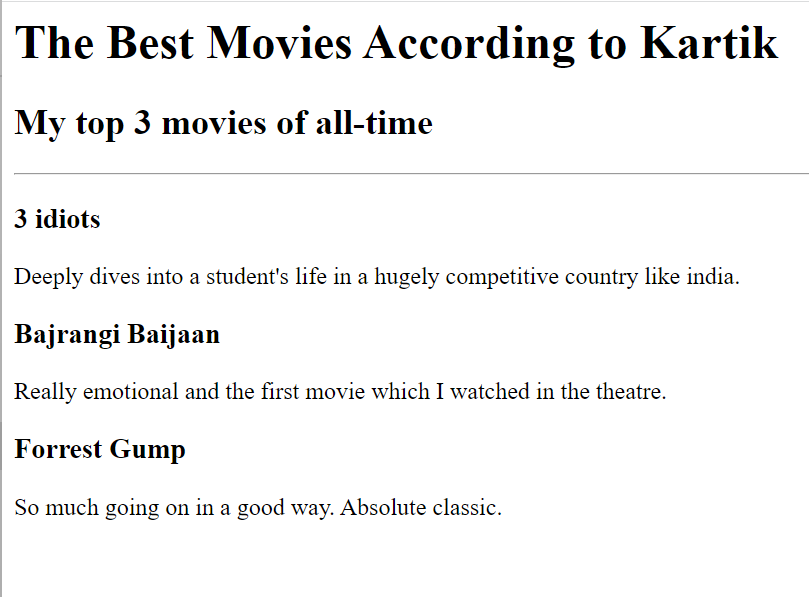 The Best Movies According to Kartik
My top 3 movies of all-time
3 idiots
Deeply dives into a student's life in a hugely competitive country like india.
Bajrangi Baijaan
Really emotional and the first movie which I watched in the theatre.
Forrest Gump
So much going on in a good way. Absolute classic.